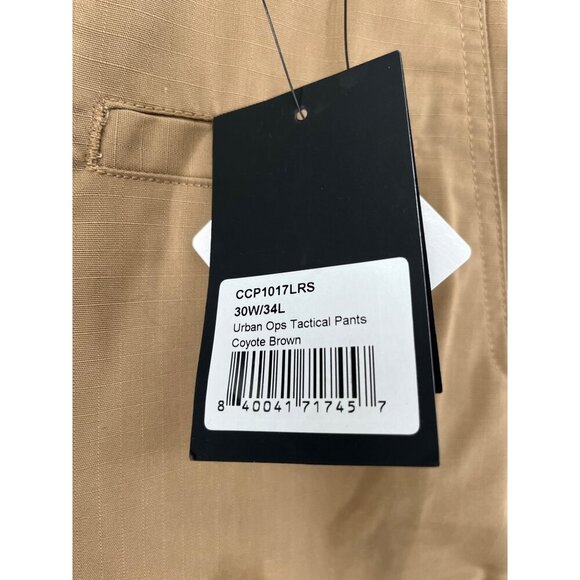 CCP1017LRS
30W/34L
Urban Ops Tactical Pants
Coyote Brown
8 40041 71745 7